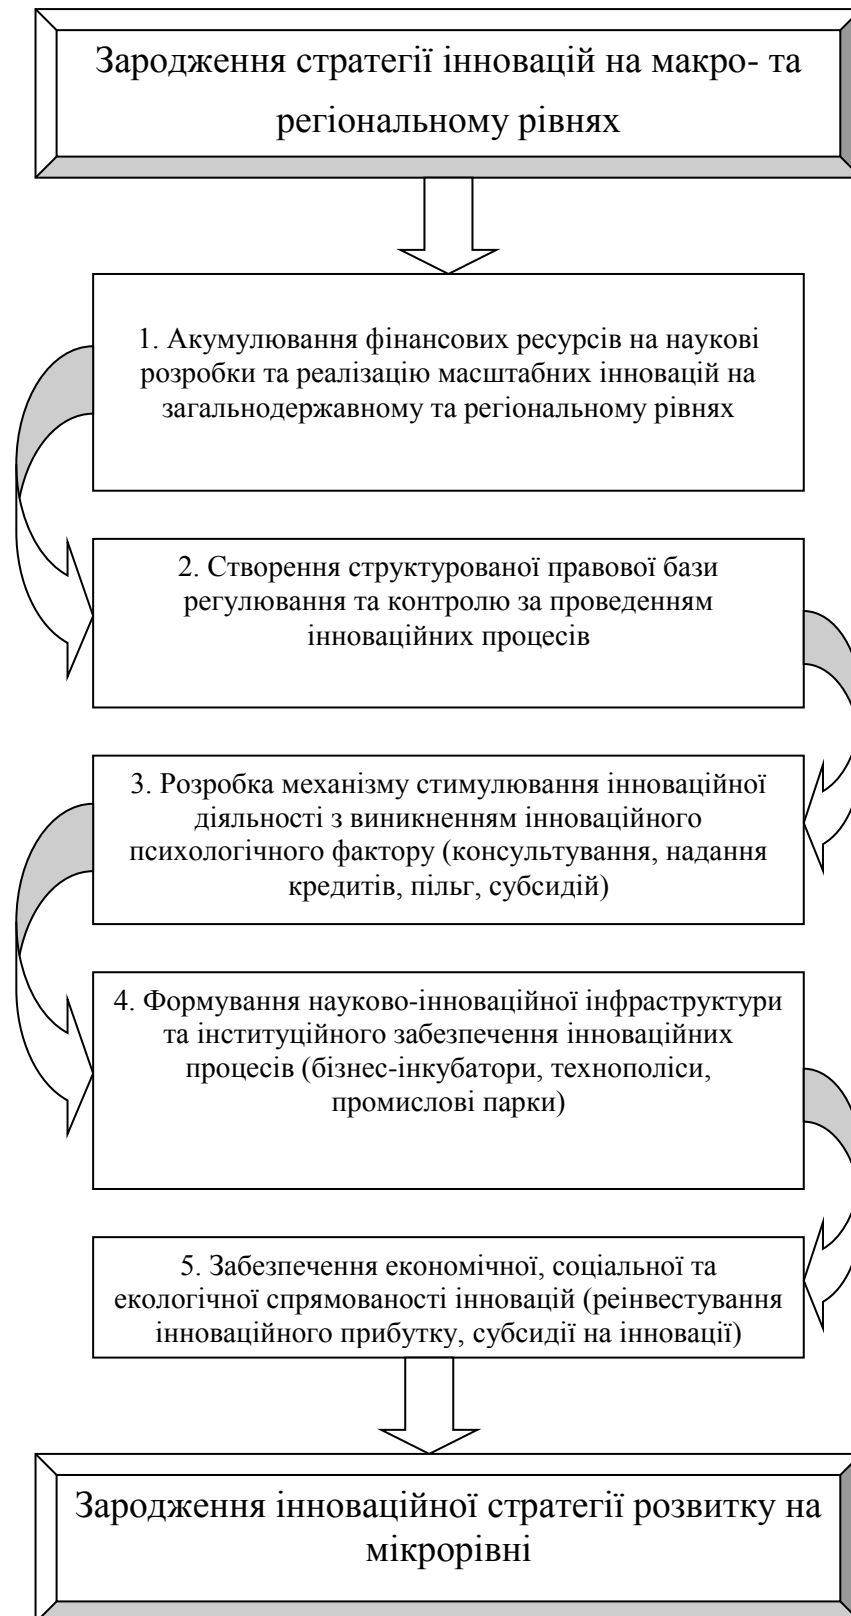 Зародження стратегії інновацій на макро- та
регіональному рівнях
1. Акумулювання фінансових ресурсів на наукові
розробки та реалізацію масштабних інновацій на
загальнодержавному та регіональному рівнях
2. Створення структурованої правової бази
регулювання та контролю за проведенням
інноваційних процесів
3. Розробка механізму стимулювання інноваційної
діяльності з виникненням інноваційного
психологічного фактору (консультування, надання
кредитів, пільг, субсидій)
4. Формування науково-інноваційної інфраструктури
та інституційного забезпечення інноваційних
процесів (бізнес-інкубатори, технополіси,
промислові парки)
5. Забезпечення економічної, соціальної та
екологічної спрямованості інновацій (реінвестування
інноваційного прибутку, субсидії на інновації)
Зародження інноваційної стратегії розвитку на
мікрорівні